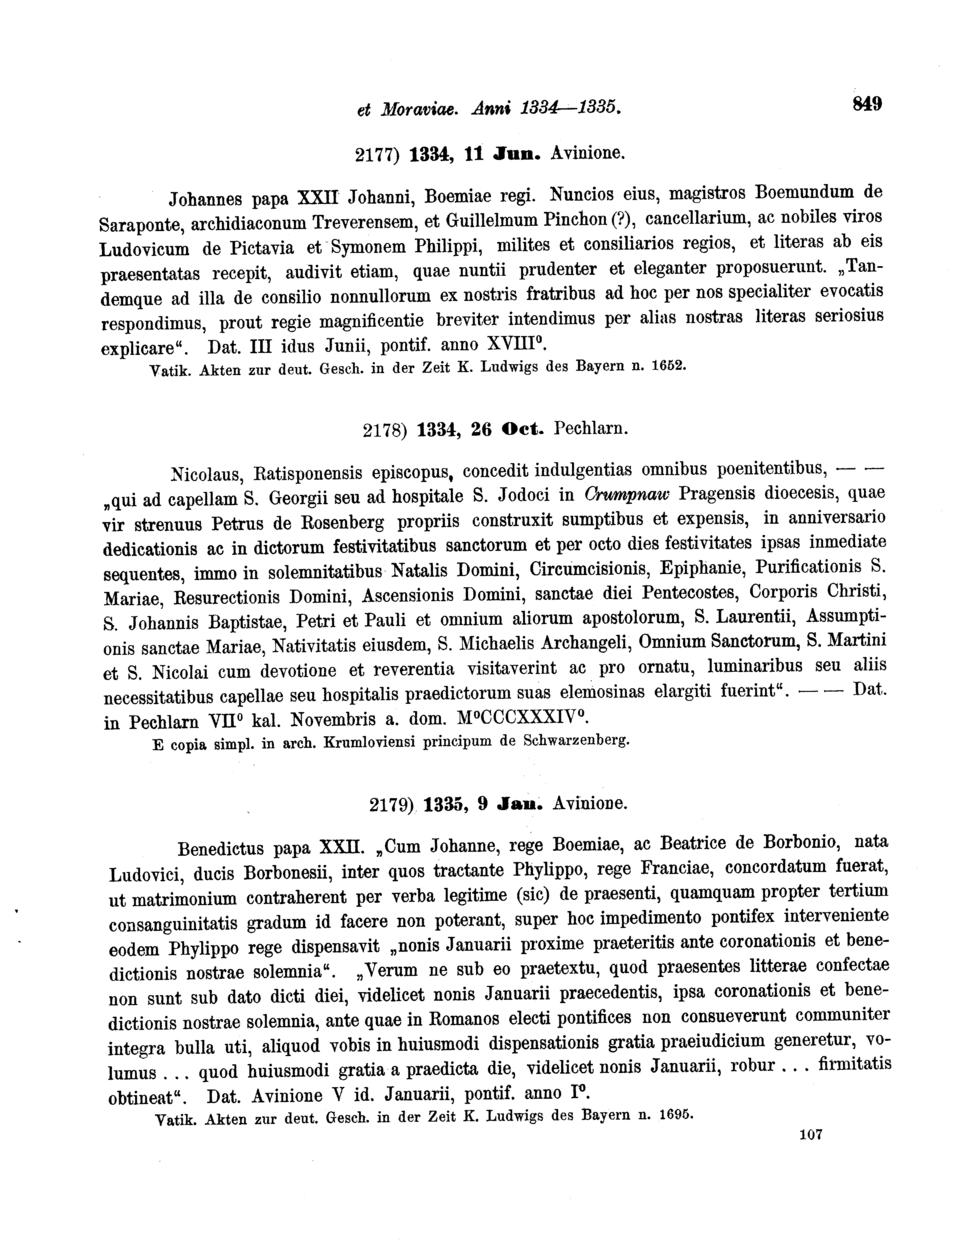 et Moraviae. Anni 1334—1335. 849
2177) 1334, 11 Jun. Avinione.
Johannes papa XXII Johanni, Boemiae regi. Nuncios eius, magistros Boemundum de
Saraponte, archidiaconum Treverensem, et Guillelmum Pinchon (?), cancellarium, ac nobiles viros
Ludovicum de Pictavia et Symonem Philippi, milites et consiliarios regios, et literas ab eis
praesentatas recepit, audivit etiam, quae nuntii prudenter et eleganter proposuerunt. „Tan-
demque ad illa de consilio nonnullorum ex nostris fratribus ad hoc per nos specialiter evocatis
respondimus, prout regie magnificentie breviter intendimus per alias nostras literas seriosius
explicare“. Dat. III idus Junii, pontif. anno XVIII⁰.
Vatik. Akten zur deut. Gesch. in der Zeit K. Ludwigs des Bayern n. 1652.
2178) 1334, 26 Oct. Pechlarn.
Nicolaus, Ratisponensis episcopus, concedit indulgentias omnibus poenitentibus, — —
„qui ad capellam S. Georgii seu ad hospitale S. Jodoci in Crumpnaw Pragensis dioecesis, quae
vir strenuus Petrus de Rosenberg propriis construxit sumptibus et expensis, in anniversario
dedicationis ac in dictorum festivitatibus sanctorum et per octo dies festivitates ipsas inmediate
sequentes, immo in solemnitatibus Natalis Domini, Circumcisionis, Epiphanie, Purificationis S.
Mariae, Resurectionis Domini, Ascensionis Domini, sanctae diei Pentecostes, Corporis Christi,
S. Johannis Baptistae, Petri et Pauli et omnium aliorum apostolorum, S. Laurentii, Assumpti-
onis sanctae Mariae, Nativitatis eiusdem, S. Michaelis Archangeli, Omnium Sanctorum, S. Martini
et S. Nicolai cum devotione et reverentia visitaverint ac pro ornatu, luminaribus seu aliis
necessitatibus capellae seu hospitalis praedictorum suas elemosinas elargiti fuerint“. — — Dat.
in Pechlarn VII⁰ kal. Novembris a. dom. M⁰CCCXXXIV⁰.
E copia simpl. in arch. Krumloviensi principum de Schwarzenberg.
2179) 1335, 9 Jan. Avinione.
Benedictus papa XXII. „Cum Johanne, rege Boemiae, ac Beatrice de Borbonio, nata
Ludovici, ducis Borbonesii, inter quos tractante Phylippo, rege Franciae, concordatum fuerat,
ut matrimonium contraherent per verba legitime (sic) de praesenti, quamquam propter tertium
consanguinitatis gradum id facere non poterant, super hoc impedimento pontifex interveniente
eodem Phylippo rege dispensavit „nonis Januarii proxime praeteritis ante coronationis et bene-
dictionis nostrae solemnia“. „Verum ne sub eo praetextu, quod praesentes litterae confectae
non sunt sub dato dicti diei, videlicet nonis Januarii praecedentis, ipsa coronationis et bene-
dictionis nostrae solemnia, ante quae in Romanos electi pontifices non consueverunt communiter
integra bulla uti, aliquod vobis in huiusmodi dispensationis gratia praeiudicium generetur, vo-
lumus . . . quod huiusmodi gratia a praedicta die, videlicet nonis Januarii, robur . . . firmitatis
obtineat“. Dat. Avinione V id. Januarii, pontif. anno I⁰.
Vatik. Akten zur deut. Gesch. in der Zeit K. Ludwigs des Bayern n. 1695.
107